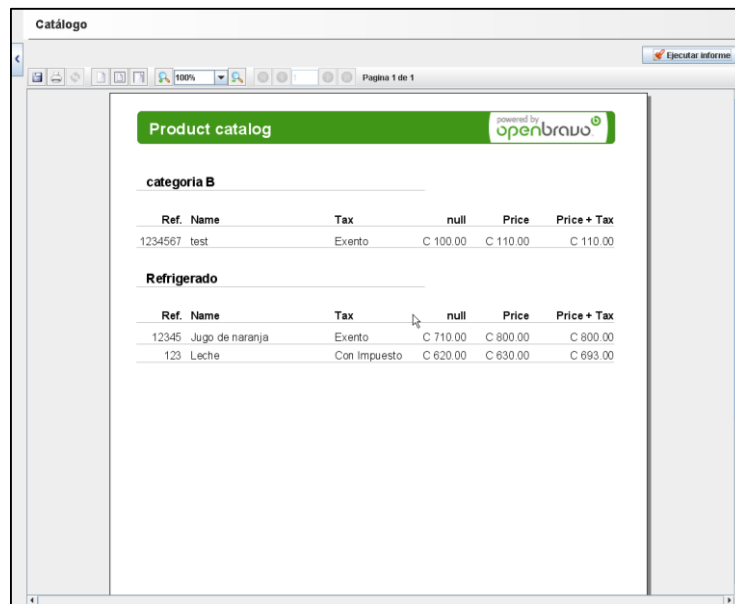 Catálogo
Ejecutar informe
100%
1
Pagina 1 de 1
Product catalog
powered by
openbravo
categoria B
Ref. Name Tax null Price Price + Tax
1234567 test Exento C 100.00 C 110.00 C 110.00
Refrigerado
Ref. Name Tax null Price Price + Tax
12345 Jugo de naranja Exento C 710.00 C 800.00 C 800.00
123 Leche Con Impuesto C 620.00 C 630.00 C 693.00